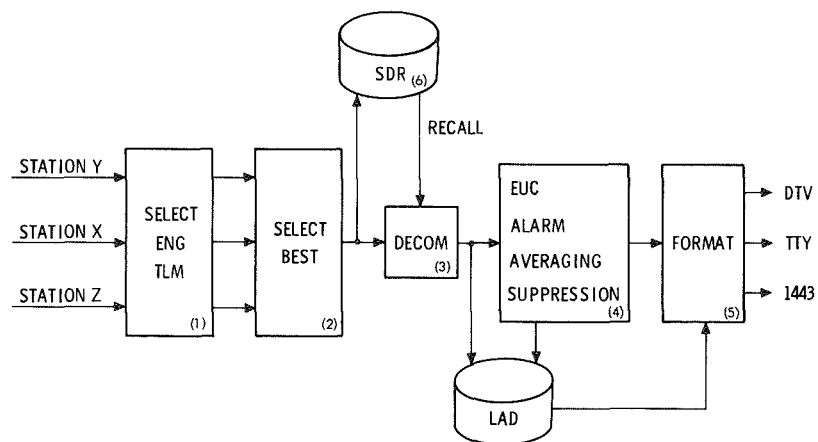 SDR (6)
RECALL
STATION Y
STATION X
STATION Z
SELECT
ENG
TLM
(1)
SELECT
BEST
(2)
DECOM
(3)
EUC
ALARM
AVERAGING
SUPPRESSION
(4)
FORMAT
(5)
DTV
TTY
1443
LAD